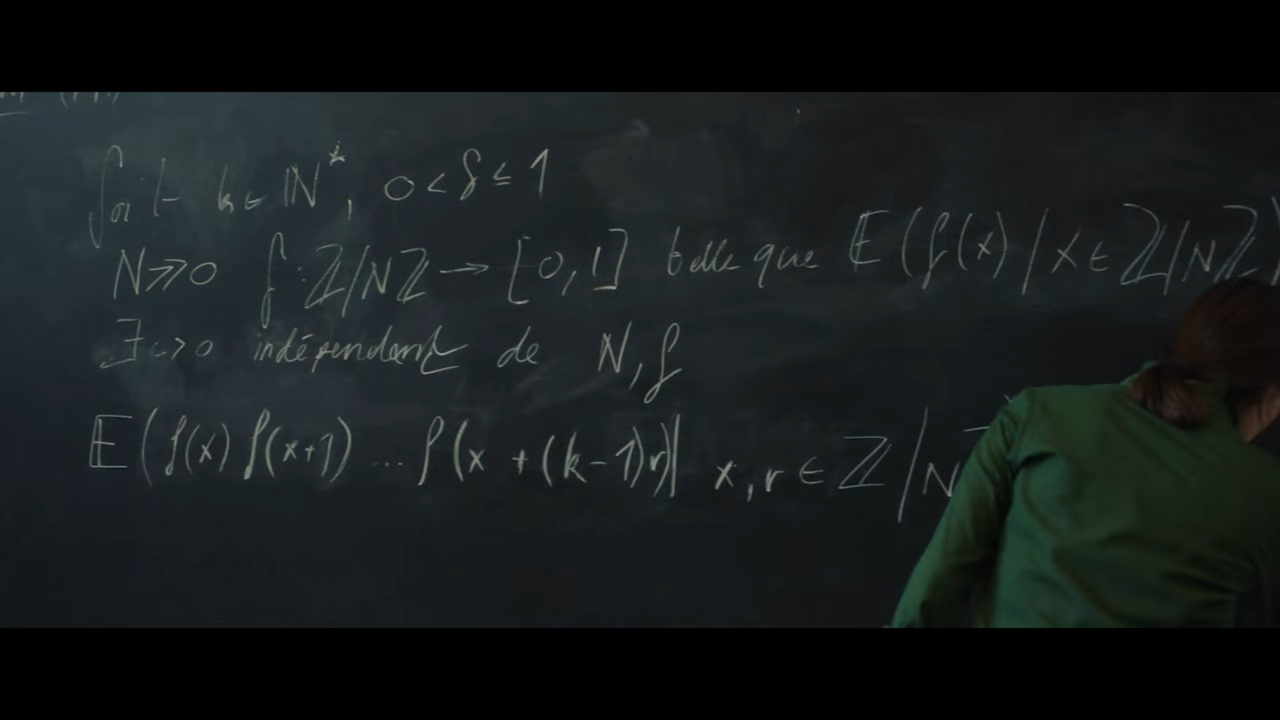 Soit k ∈ ℕ*, 0 < δ ≤ 1
N ≫ 0 f : ℤ/Nℤ → [0,1] telle que 𝔼(f(x) | x ∈ ℤ/Nℤ)
∃ c > 0 indépendant de N, f
𝔼(f(x) f(x+1) ... f(x + (k-1)r) | x, r ∈ ℤ/N